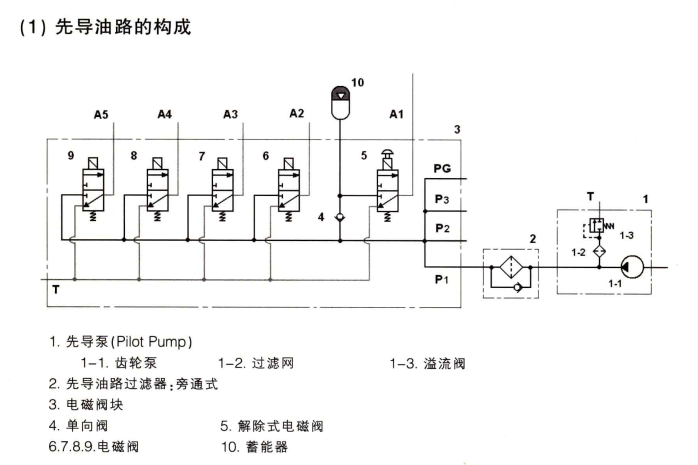 (1) 先导油路的构成
10
A5 A4 A3 A2 A1
3
9 8 7 6 5
PG
P3
T 1
4
P2
2
1-3
1-2
P1
1-1
T
1. 先导泵(Pilot Pump)
1-1. 齿轮泵 1-2. 过滤网 1-3. 溢流阀
2. 先导油路过滤器:旁通式
3. 电磁阀块
4. 单向阀 5. 解除式电磁阀
6.7.8.9.电磁阀 10. 蓄能器